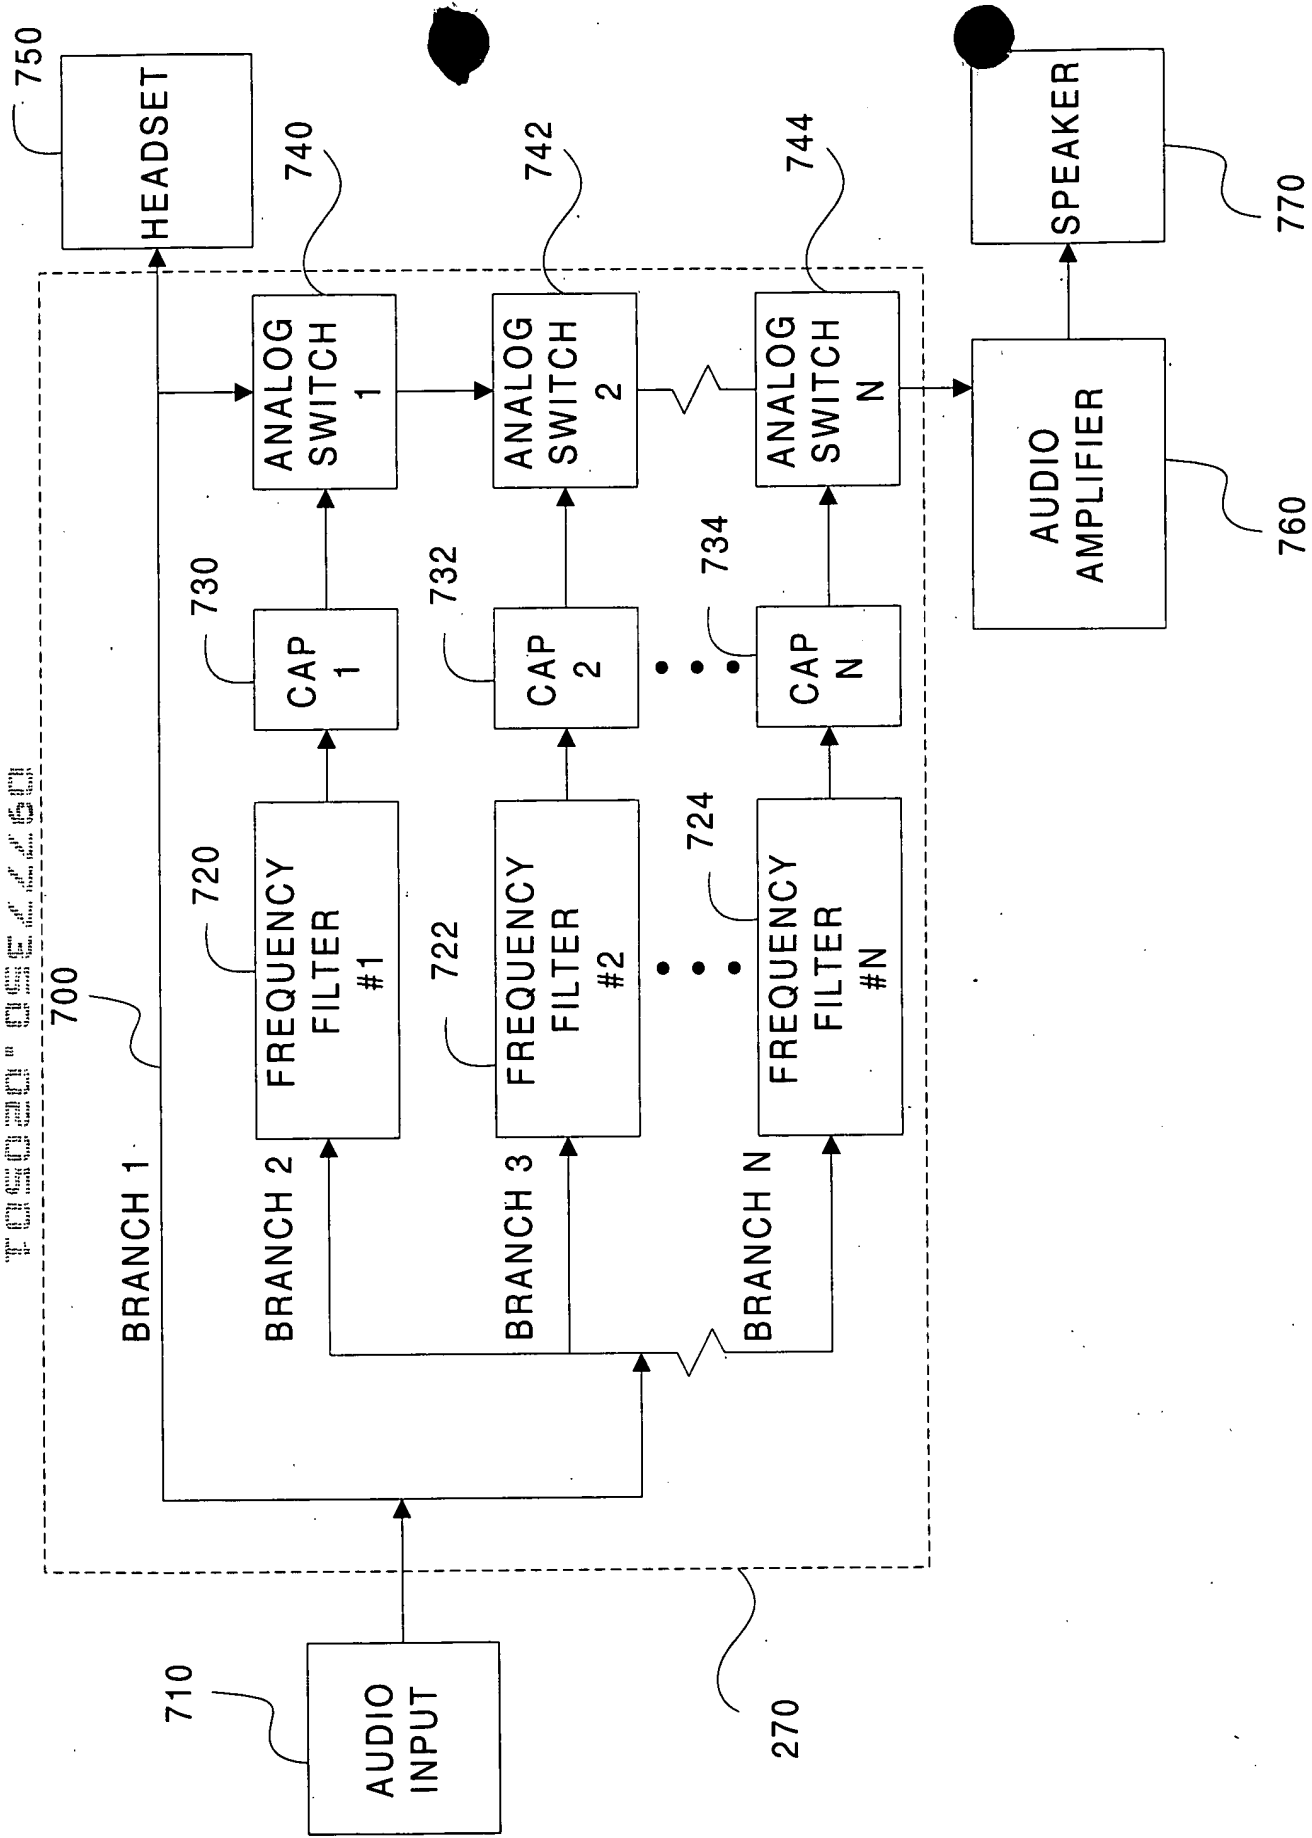 750
HEADSET
700
BRANCH 1
720
730
740
BRANCH 2
FREQUENCY
FILTER
#1
CAP
1
ANALOG
SWITCH
1
722
732
742
BRANCH 3
FREQUENCY
FILTER
#2
CAP
2
ANALOG
SWITCH
2
724
734
744
BRANCH N
FREQUENCY
FILTER
#N
CAP
N
ANALOG
SWITCH
N
710
AUDIO
INPUT
270
AUDIO
AMPLIFIER
760
SPEAKER
770